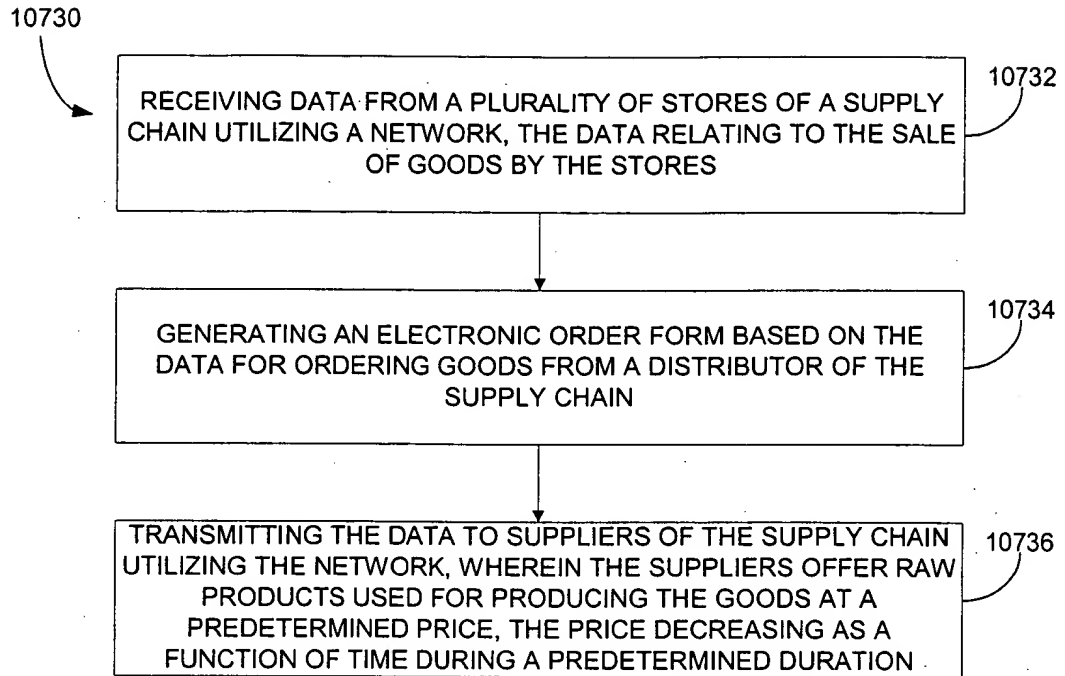 10730
10732
RECEIVING DATA FROM A PLURALITY OF STORES OF A SUPPLY
CHAIN UTILIZING A NETWORK, THE DATA RELATING TO THE SALE
OF GOODS BY THE STORES
10734
GENERATING AN ELECTRONIC ORDER FORM BASED ON THE
DATA FOR ORDERING GOODS FROM A DISTRIBUTOR OF THE
SUPPLY CHAIN
10736
TRANSMITTING THE DATA TO SUPPLIERS OF THE SUPPLY CHAIN
UTILIZING THE NETWORK, WHEREIN THE SUPPLIERS OFFER RAW
PRODUCTS USED FOR PRODUCING THE GOODS AT A
PREDETERMINED PRICE, THE PRICE DECREASING AS A
FUNCTION OF TIME DURING A PREDETERMINED DURATION